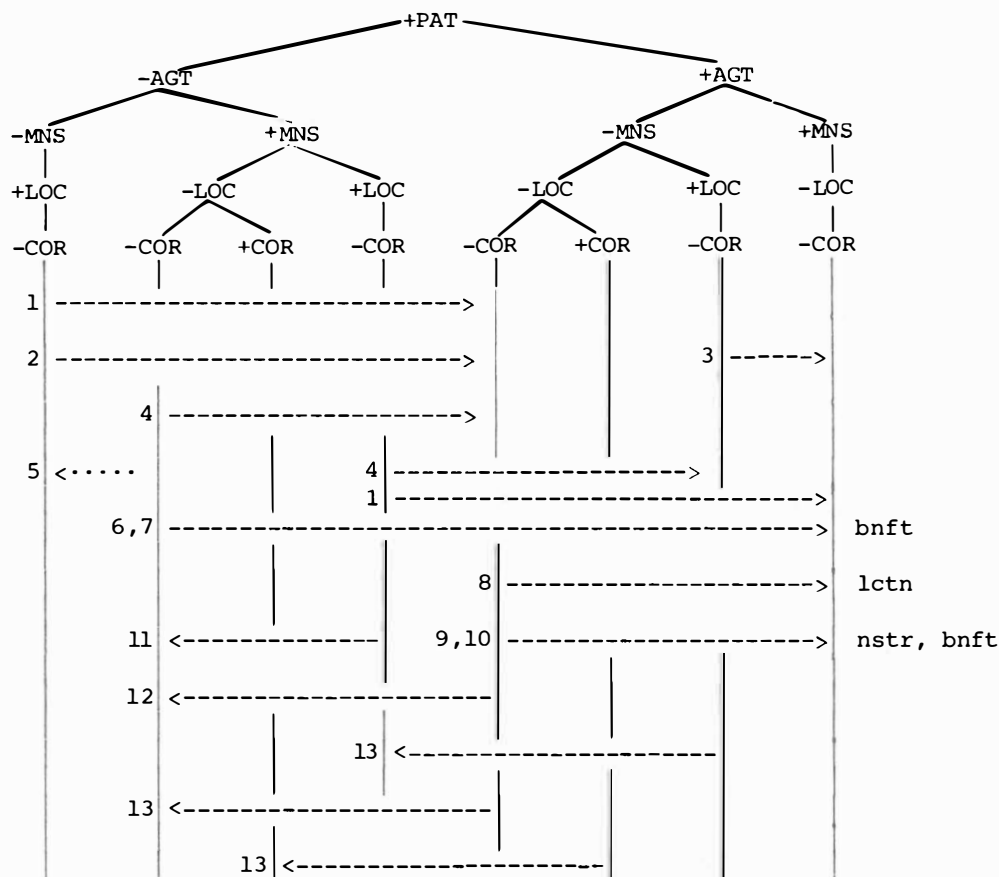 +PAT
-AGT +AGT
-MNS +MNS -MNS +MNS
+LOC -LOC +LOC -LOC +LOC -LOC
-COR -COR +COR -COR -COR +COR -COR -COR
1
2 3
4
5 4
1
6,7 bnft
8 lctn
11 9,10 nstr, bnft
12
13
13
13